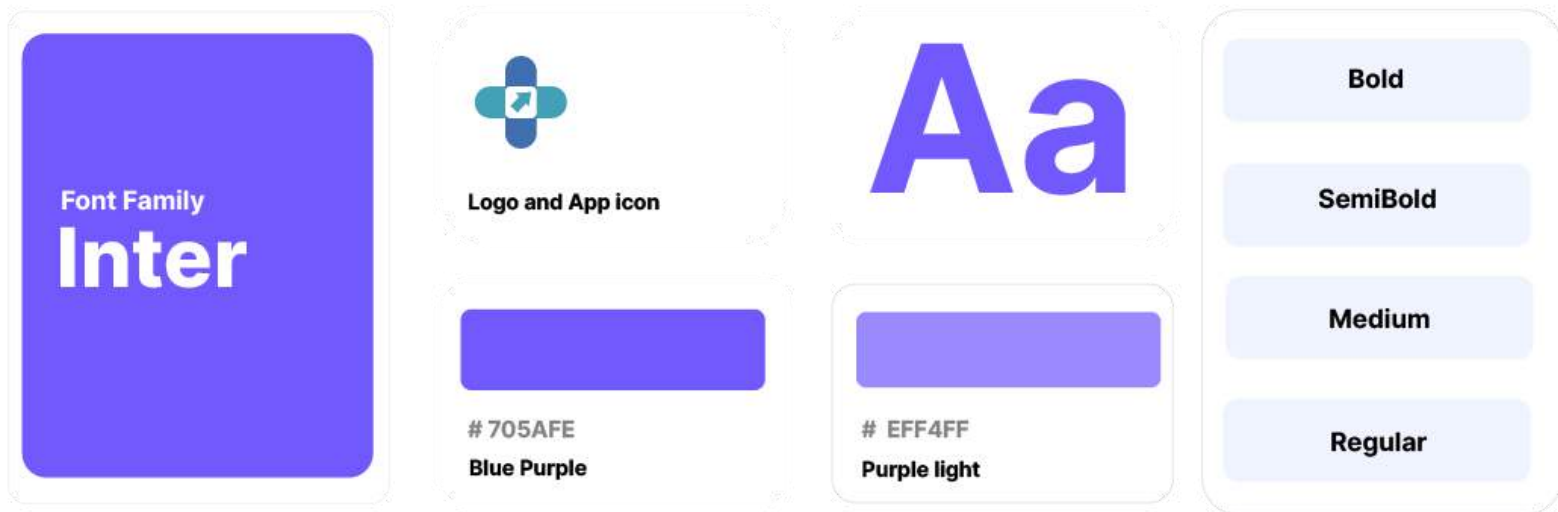 Font Family
Inter
Logo and App icon
# 705AFE
Blue Purple
Aa
# EFF4FF
Purple light
Bold
SemiBold
Medium
Regular